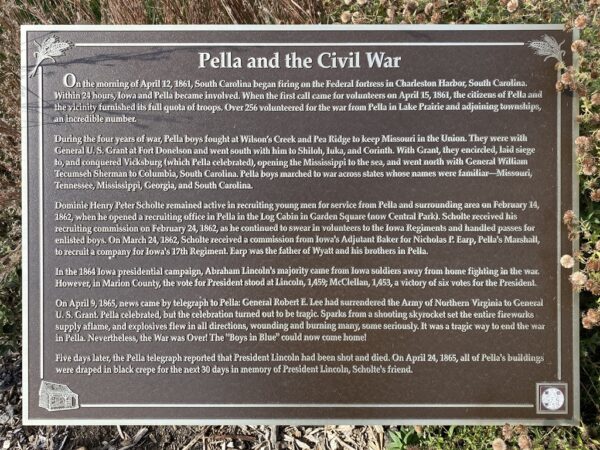 Pella and the Civil War
On the morning of April 12, 1861, South Carolina began firing on the Federal fortress in Charleston Harbor, South Carolina.
Within 24 hours, Iowa and Pella became involved. When the first call came for volunteers on April 15, 1861, the citizens of Pella and
the vicinity furnished its full quota of troops. Over 256 volunteered for the war from Pella in Lake Prairie and adjoining townships,
an incredible number.
During the four years of war, Pella boys fought at Wilson's Creek and Pea Ridge to keep Missouri in the Union. They were with
General U. S. Grant at Fort Donelson and went south with him to Shiloh, Iuka, and Corinth. With Grant, they encircled, laid siege
to, and conquered Vicksburg (which Pella celebrated), opening the Mississippi to the sea, and went north with General William
Tecumseh Sherman to Columbia, South Carolina. Pella boys marched to war across states whose names were familiar—Missouri,
Tennessee, Mississippi, Georgia, and South Carolina.
Dominie Henry Peter Scholte remained active in recruiting young men for service from Pella and surrounding area on February 14,
1862, when he opened a recruiting office in Pella in the Log Cabin in Garden Square (now Central Park). Scholte received his
recruiting commission on February 24, 1862, as he continued to swear in volunteers to the Iowa Regiments and handled passes for
enlisted boys. On March 24, 1862, Scholte received a commission from Iowa's Adjutant Baker for Nicholas P. Earp, Pella's Marshall,
to recruit a company for Iowa's 17th Regiment. Earp was the father of Wyatt and his brothers in Pella.
In the 1864 Iowa presidential campaign, Abraham Lincoln's majority came from Iowa soldiers away from home fighting in the war.
However, in Marion County, the vote for President stood at Lincoln, 1,459; McClellan, 1,453, a victory of six votes for the President.
On April 9, 1865, news came by telegraph to Pella: General Robert E. Lee had surrendered the Army of Northern Virginia to General
U. S. Grant. Pella celebrated, but the celebration turned out to be tragic. Sparks from a shooting skyrocket set the entire fireworks
supply aflame, and explosives flew in all directions, wounding and burning many, some seriously. It was a tragic way to end the war
in Pella. Nevertheless, the War was Over! The "Boys in Blue" could now come home!
Five days later, the Pella telegraph reported that President Lincoln had been shot and died. On April 24, 1865, all of Pella's buildings
were draped in black crepe for the next 30 days in memory of President Lincoln, Scholte's friend.